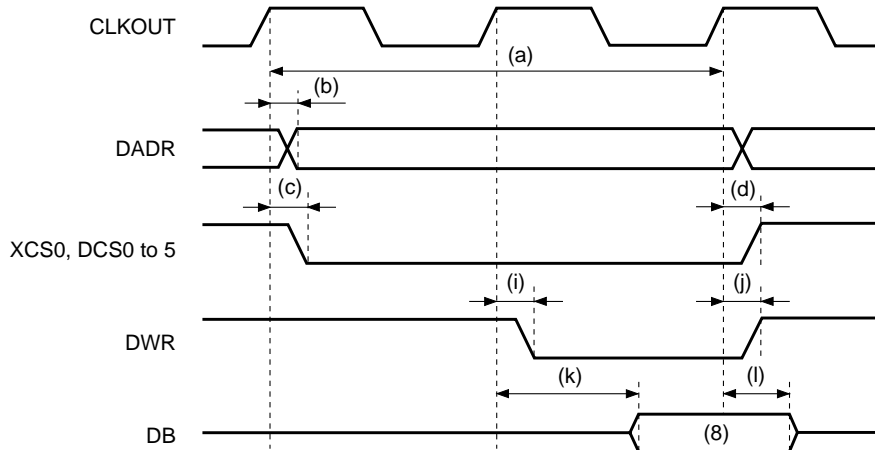 CLKOUT
(a)
(b)
DADR
(c)
(d)
XCS0, DCS0 to 5
(i)
(j)
DWR
(k)
(l)
DB
(8)